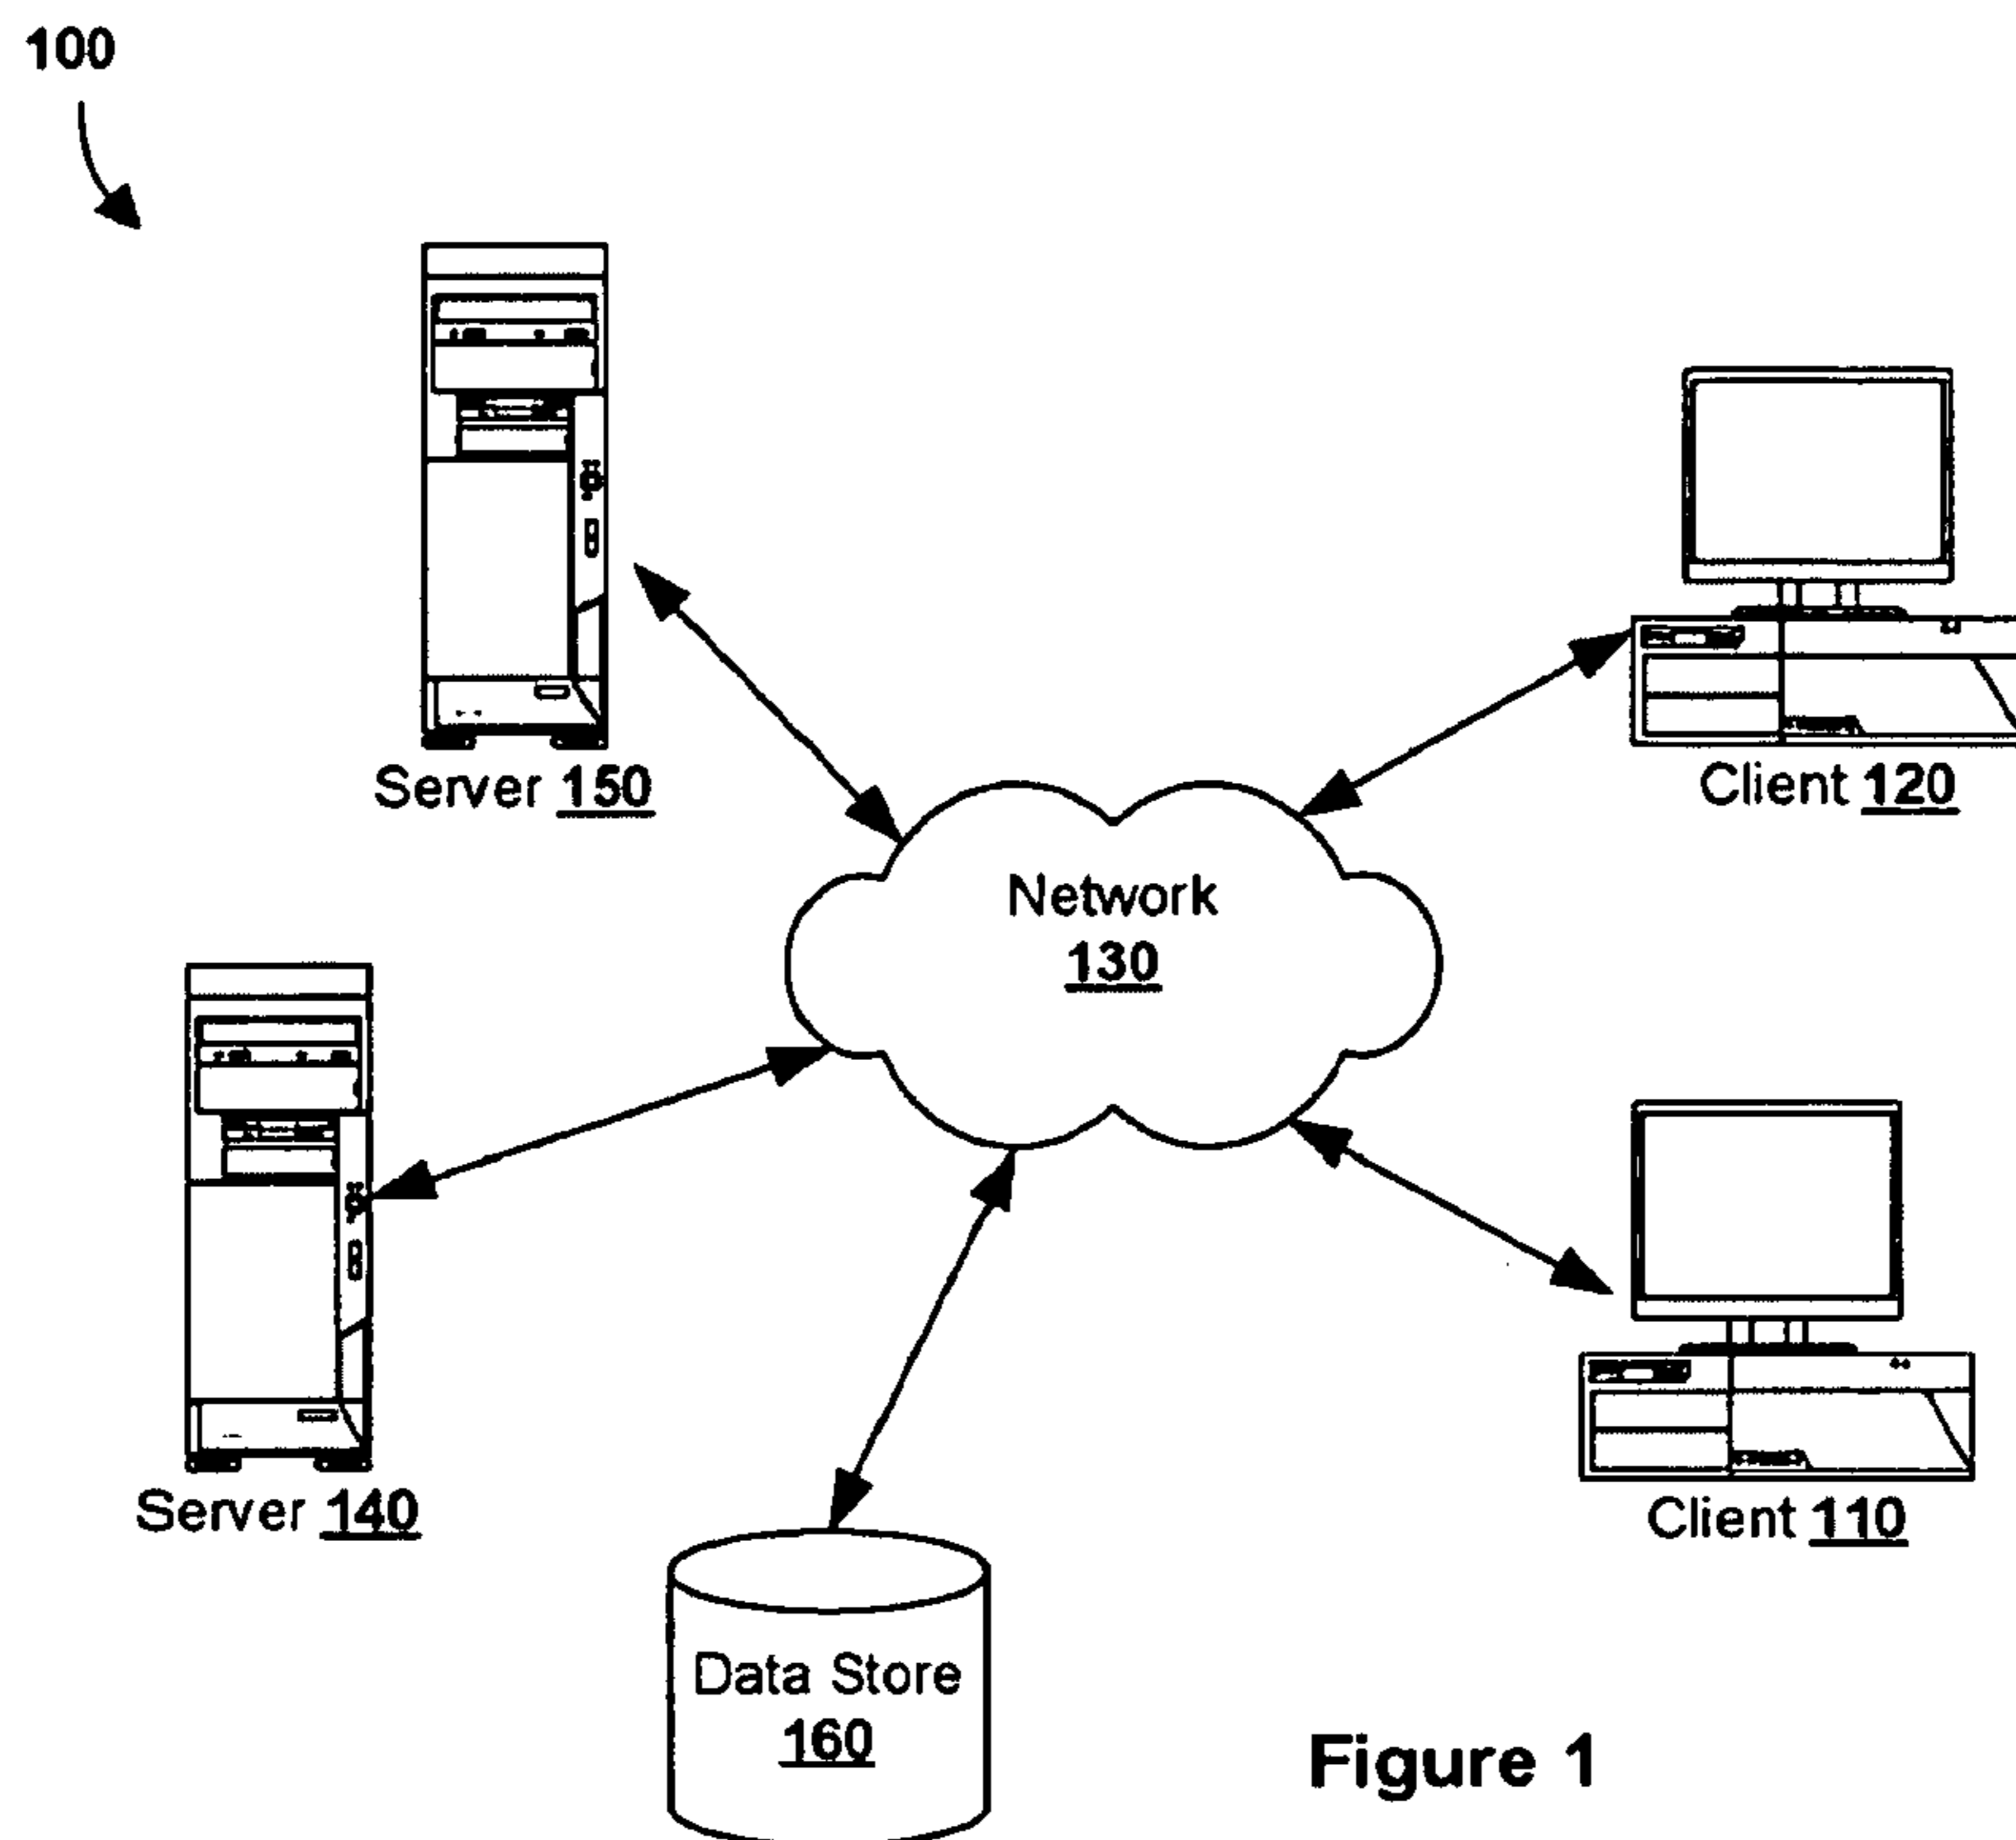 100
Server 150
Client 120
Network
130
Server 140
Client 110
Data Store
160
Figure 1